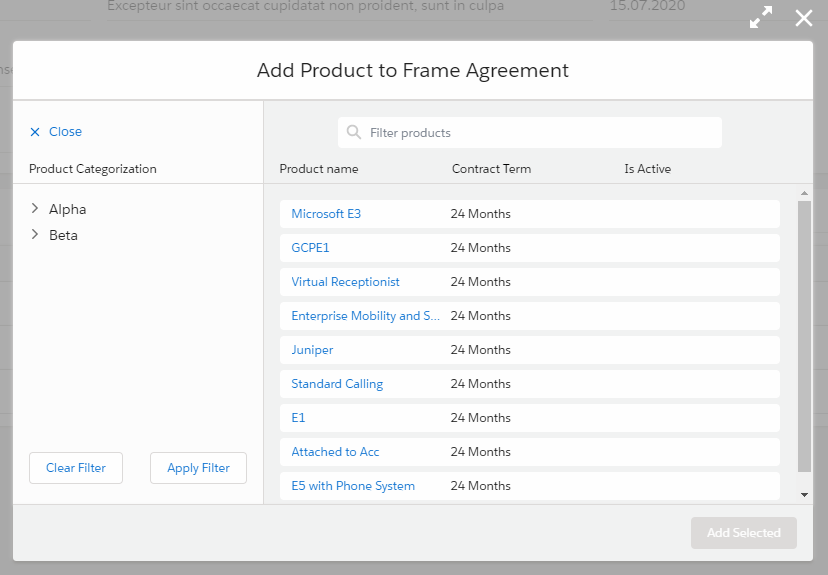 Excepteur sint occaecat cupidatat non proident, sunt in culpa 15.07.2020
Add Product to Frame Agreement
Close
Filter products
Product Categorization
Product name Contract Term Is Active
Alpha
Beta
Microsoft E3 24 Months
GCPE1 24 Months
Virtual Receptionist 24 Months
Enterprise Mobility and S... 24 Months
Juniper 24 Months
Standard Calling 24 Months
E1 24 Months
Attached to Acc 24 Months
E5 with Phone System 24 Months
Clear Filter Apply Filter
Add Selected